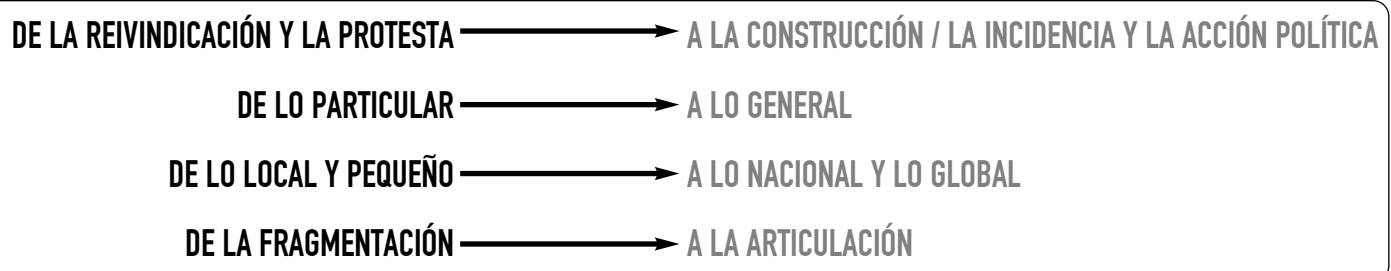 DE LA REIVINDICACIÓN Y LA PROTESTA A LA CONSTRUCCIÓN / LA INCIDENCIA Y LA ACCIÓN POLÍTICA
DE LO PARTICULAR A LO GENERAL
DE LO LOCAL Y PEQUEÑO A LO NACIONAL Y LO GLOBAL
DE LA FRAGMENTACIÓN A LA ARTICULACIÓN